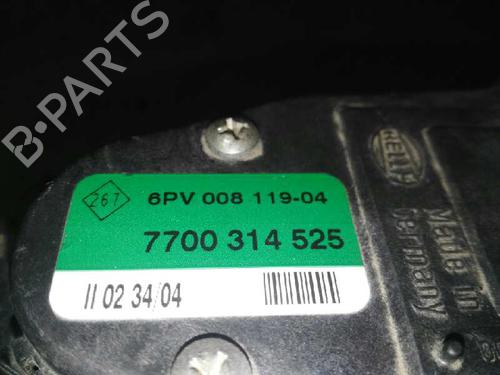 B-PARTS
267
6PV 008 119-04
7700 314 525
II 02 34/04
HELLA
Made in
Germany